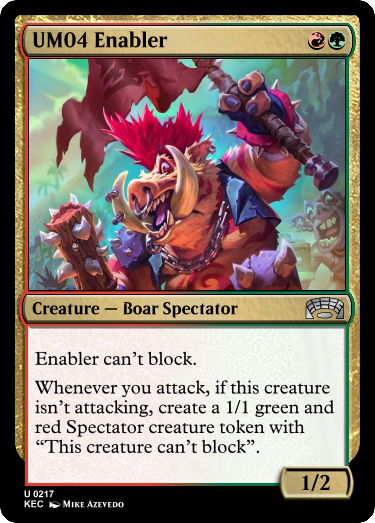 UM04 Enabler
Creature — Boar Spectator
Enabler can't block.
Whenever you attack, if this creature
isn't attacking, create a 1/1 green and
red Spectator creature token with
“This creature can't block”.
1/2
U 0217
KEC Mike Azevedo